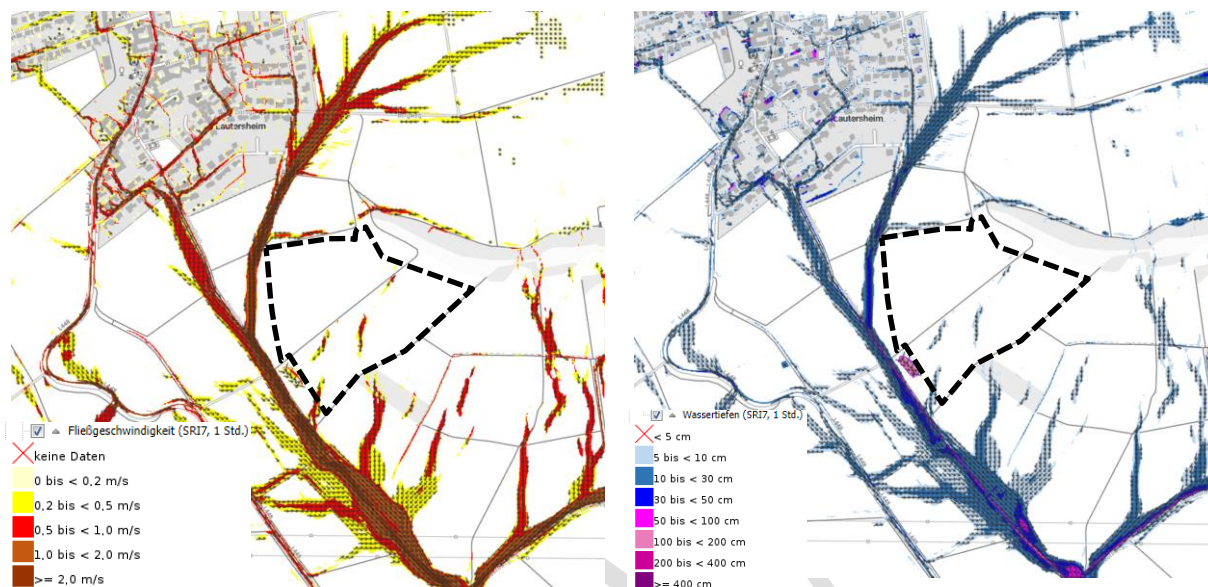 Lautersheim
Fließgeschwindigkeit (SRI7, 1 Std.)
keine Daten
0 bis < 0,2 m/s
0,2 bis < 0,5 m/s
0,5 bis < 1,0 m/s
1,0 bis < 2,0 m/s
>= 2,0 m/s
Lautersheim
Wassertiefen (SRI7, 1 Std.)
< 5 cm
5 bis < 10 cm
10 bis < 30 cm
30 bis < 50 cm
50 bis < 100 cm
100 bis < 200 cm
200 bis < 400 cm
>= 400 cm